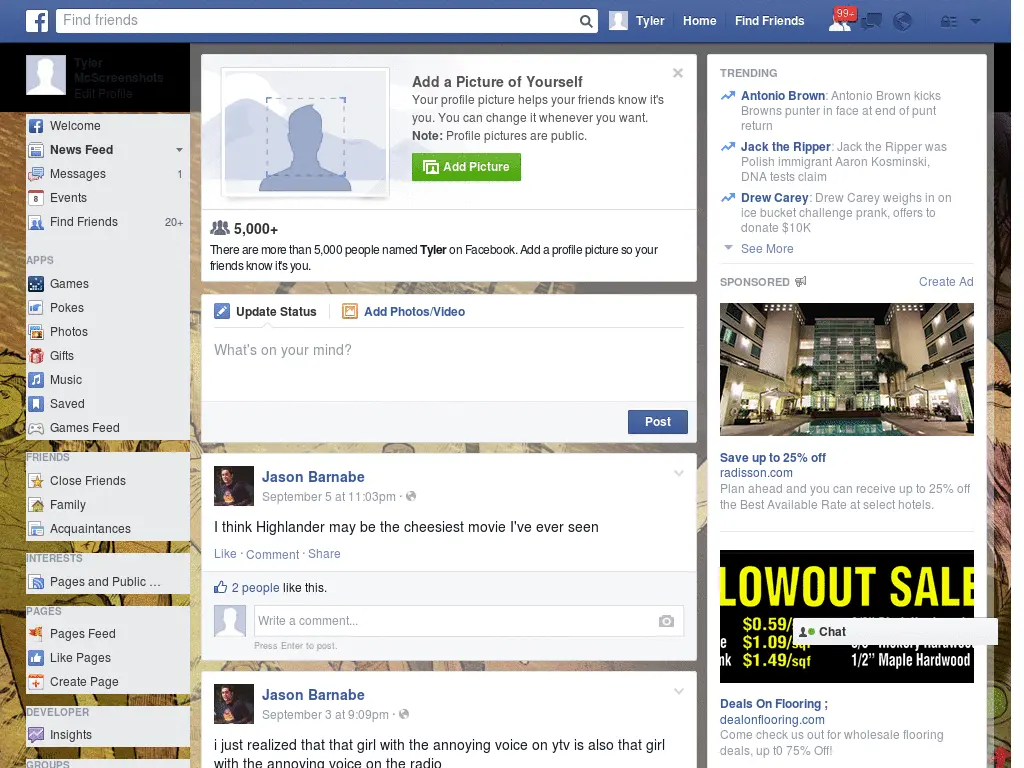 Find friends
Tyler
Home
Find Friends
99+
Tyler
McScreenshots
Edit Profile
Welcome
News Feed
Messages 1
Events
Find Friends 20+
APPS
Games
Pokes
Photos
Gifts
Music
Saved
Games Feed
FRIENDS
Close Friends
Family
Acquaintances
INTERESTS
Pages and Public ...
PAGES
Pages Feed
Like Pages
Create Page
DEVELOPER
Insights
GROUPS
Add a Picture of Yourself
Your profile picture helps your friends know it's
you. You can change it whenever you want.
Note: Profile pictures are public.
Add Picture
5,000+
There are more than 5,000 people named Tyler on Facebook. Add a profile picture so your
friends know it's you.
Update Status
Add Photos/Video
What's on your mind?
Post
Jason Barnabe
September 5 at 11:03pm ·
I think Highlander may be the cheesiest movie I've ever seen
Like · Comment · Share
2 people like this.
Write a comment...
Press Enter to post.
Jason Barnabe
September 3 at 9:09pm ·
i just realized that that girl with the annoying voice on ytv is also that girl
with the annoying voice on the radio
TRENDING
Antonio Brown: Antonio Brown kicks
Browns punter in face at end of punt
return
Jack the Ripper: Jack the Ripper was
Polish immigrant Aaron Kosminski,
DNA tests claim
Drew Carey: Drew Carey weighs in on
ice bucket challenge prank, offers to
donate $10K
See More
SPONSORED
Create Ad
Save up to 25% off
radisson.com
Plan ahead and you can receive up to 25% off
the Best Available Rate at select hotels.
LOWOUT SALE
$0.59/
$1.09/sqf
$1.49/sqf
1/2" Maple Hardwood
Chat
Deals On Flooring ;
dealonflooring.com
Come check us out for wholesale flooring
deals, up t0 75% Off!